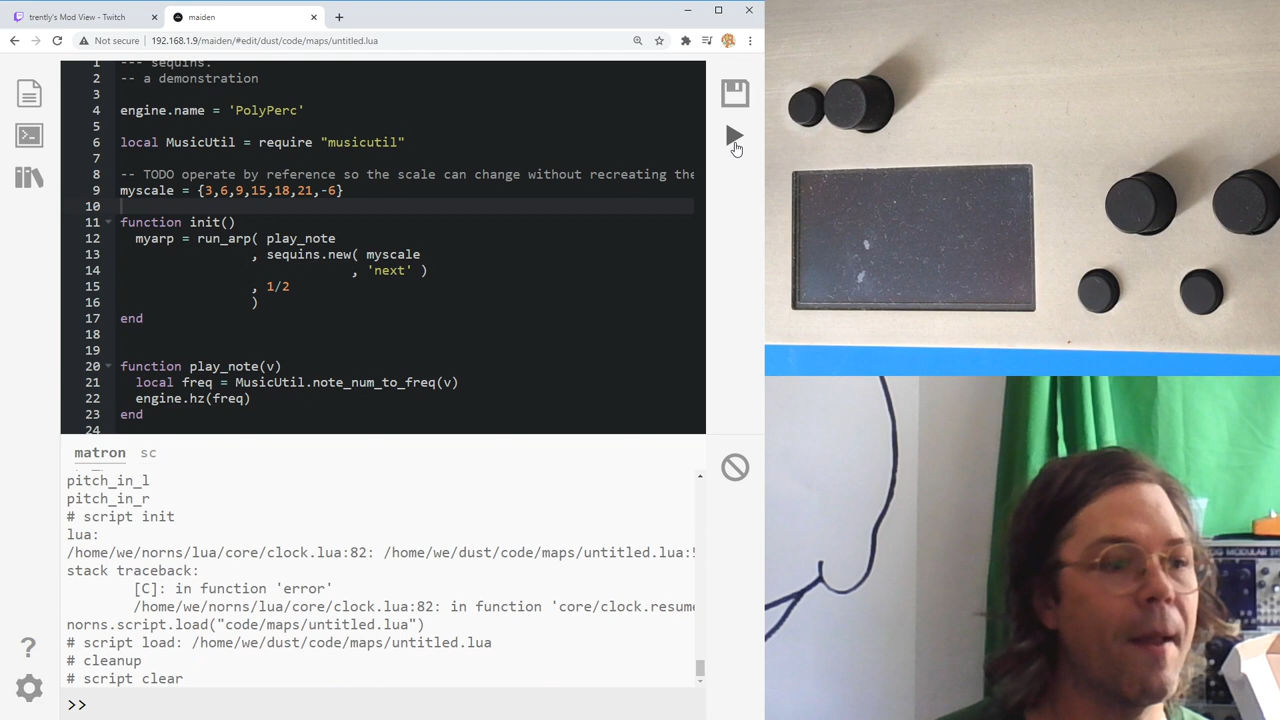 trently's Mod View - Twitch
maiden
Not secure
192.168.1.9/maiden/#edit/dust/code/maps/untitled.lua
1 --- sequins.
2 -- a demonstration
3
4 engine.name = 'PolyPerc'
5
6 local MusicUtil = require "musicutil"
7
8 -- TODO operate by reference so the scale can change without recreating the
9 myscale = {3,6,9,15,18,21,-6}
10
11 function init()
12 myarp = run_arp( play_note
13 , sequins.new( myscale
14 , 'next' )
15 , 1/2
16 )
17 end
18
19
20 function play_note(v)
21 local freq = MusicUtil.note_num_to_freq(v)
22 engine.hz(freq)
23 end
24
matron sc
pitch_in_l
pitch_in_r
# script init
lua:
/home/we/norns/lua/core/clock.lua:82: /home/we/dust/code/maps/untitled.lua:
stack traceback:
[C]: in function 'error'
/home/we/norns/lua/core/clock.lua:82: in function 'core/clock.resume
norns.script.load("code/maps/untitled.lua")
# script load: /home/we/dust/code/maps/untitled.lua
# cleanup
# script clear
>>
?